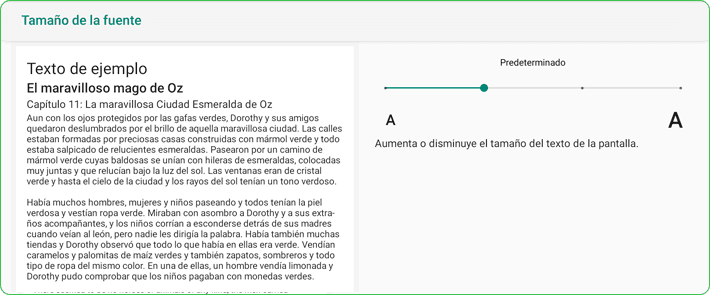 Tamaño de la fuente
Texto de ejemplo
El maravilloso mago de Oz
Capítulo 11: La maravillosa Ciudad Esmeralda de Oz
Aun con los ojos protegidos por las gafas verdes, Dorothy y sus amigos
quedaron deslumbrados por el brillo de aquella maravillosa ciudad. Las calles
estaban formadas por preciosas casas construidas con mármol verde y todo
estaba salpicado de relucientes esmeraldas. Pasearon por un camino de
mármol verde cuyas baldosas se unían con hileras de esmeraldas, colocadas
muy juntas y que relucían bajo la luz del sol. Las ventanas eran de cristal
verde y hasta el cielo de la ciudad y los rayos del sol tenían un tono verdoso.
Había muchos hombres, mujeres y niños paseando y todos tenían la piel
verdosa y vestían ropa verde. Miraban con asombro a Dorothy y a sus extra-
ños acompañantes, y los niños corrían a esconderse detrás de sus madres
cuando veían al león, pero nadie les dirigía la palabra. Había también muchas
tiendas y Dorothy observó que todo lo que había en ellas era verde. Vendían
caramelos y palomitas de maíz verdes y también zapatos, sombreros y todo
tipo de ropa del mismo color. En una de ellas, un hombre vendía limonada y
Dorothy pudo comprobar que los niños pagaban con monedas verdes.
Predeterminado
A A
Aumenta o disminuye el tamaño del texto de la pantalla.